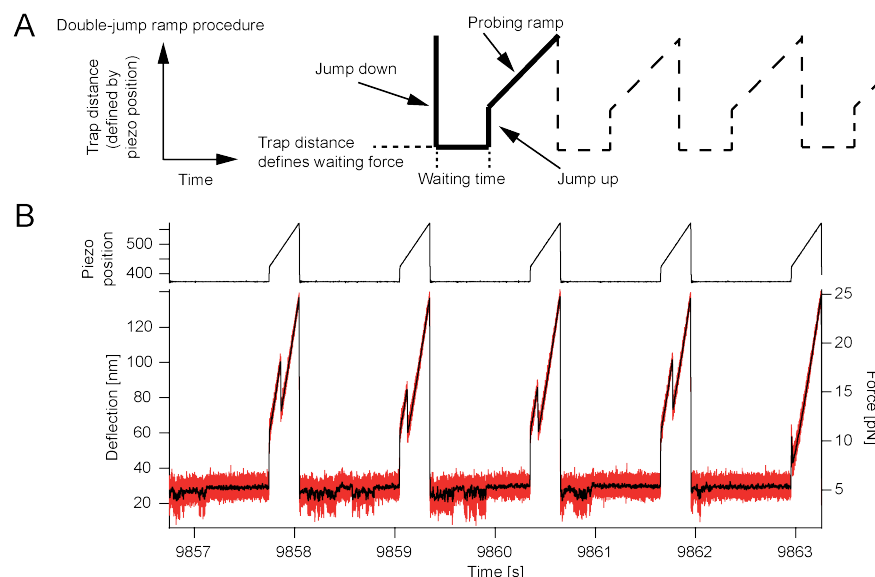 A
Double-jump ramp procedure
Trap distance
(defined by
piezo position)
Time
Jump down
Probing ramp
Trap distance
defines waiting force
Waiting time
Jump up
B
Piezo
position
500
400
Deflection [nm]
120
100
80
60
40
20
Force [pN]
25
20
15
10
5
9857
9858
9859
9860
9861
9862
9863
Time [s]